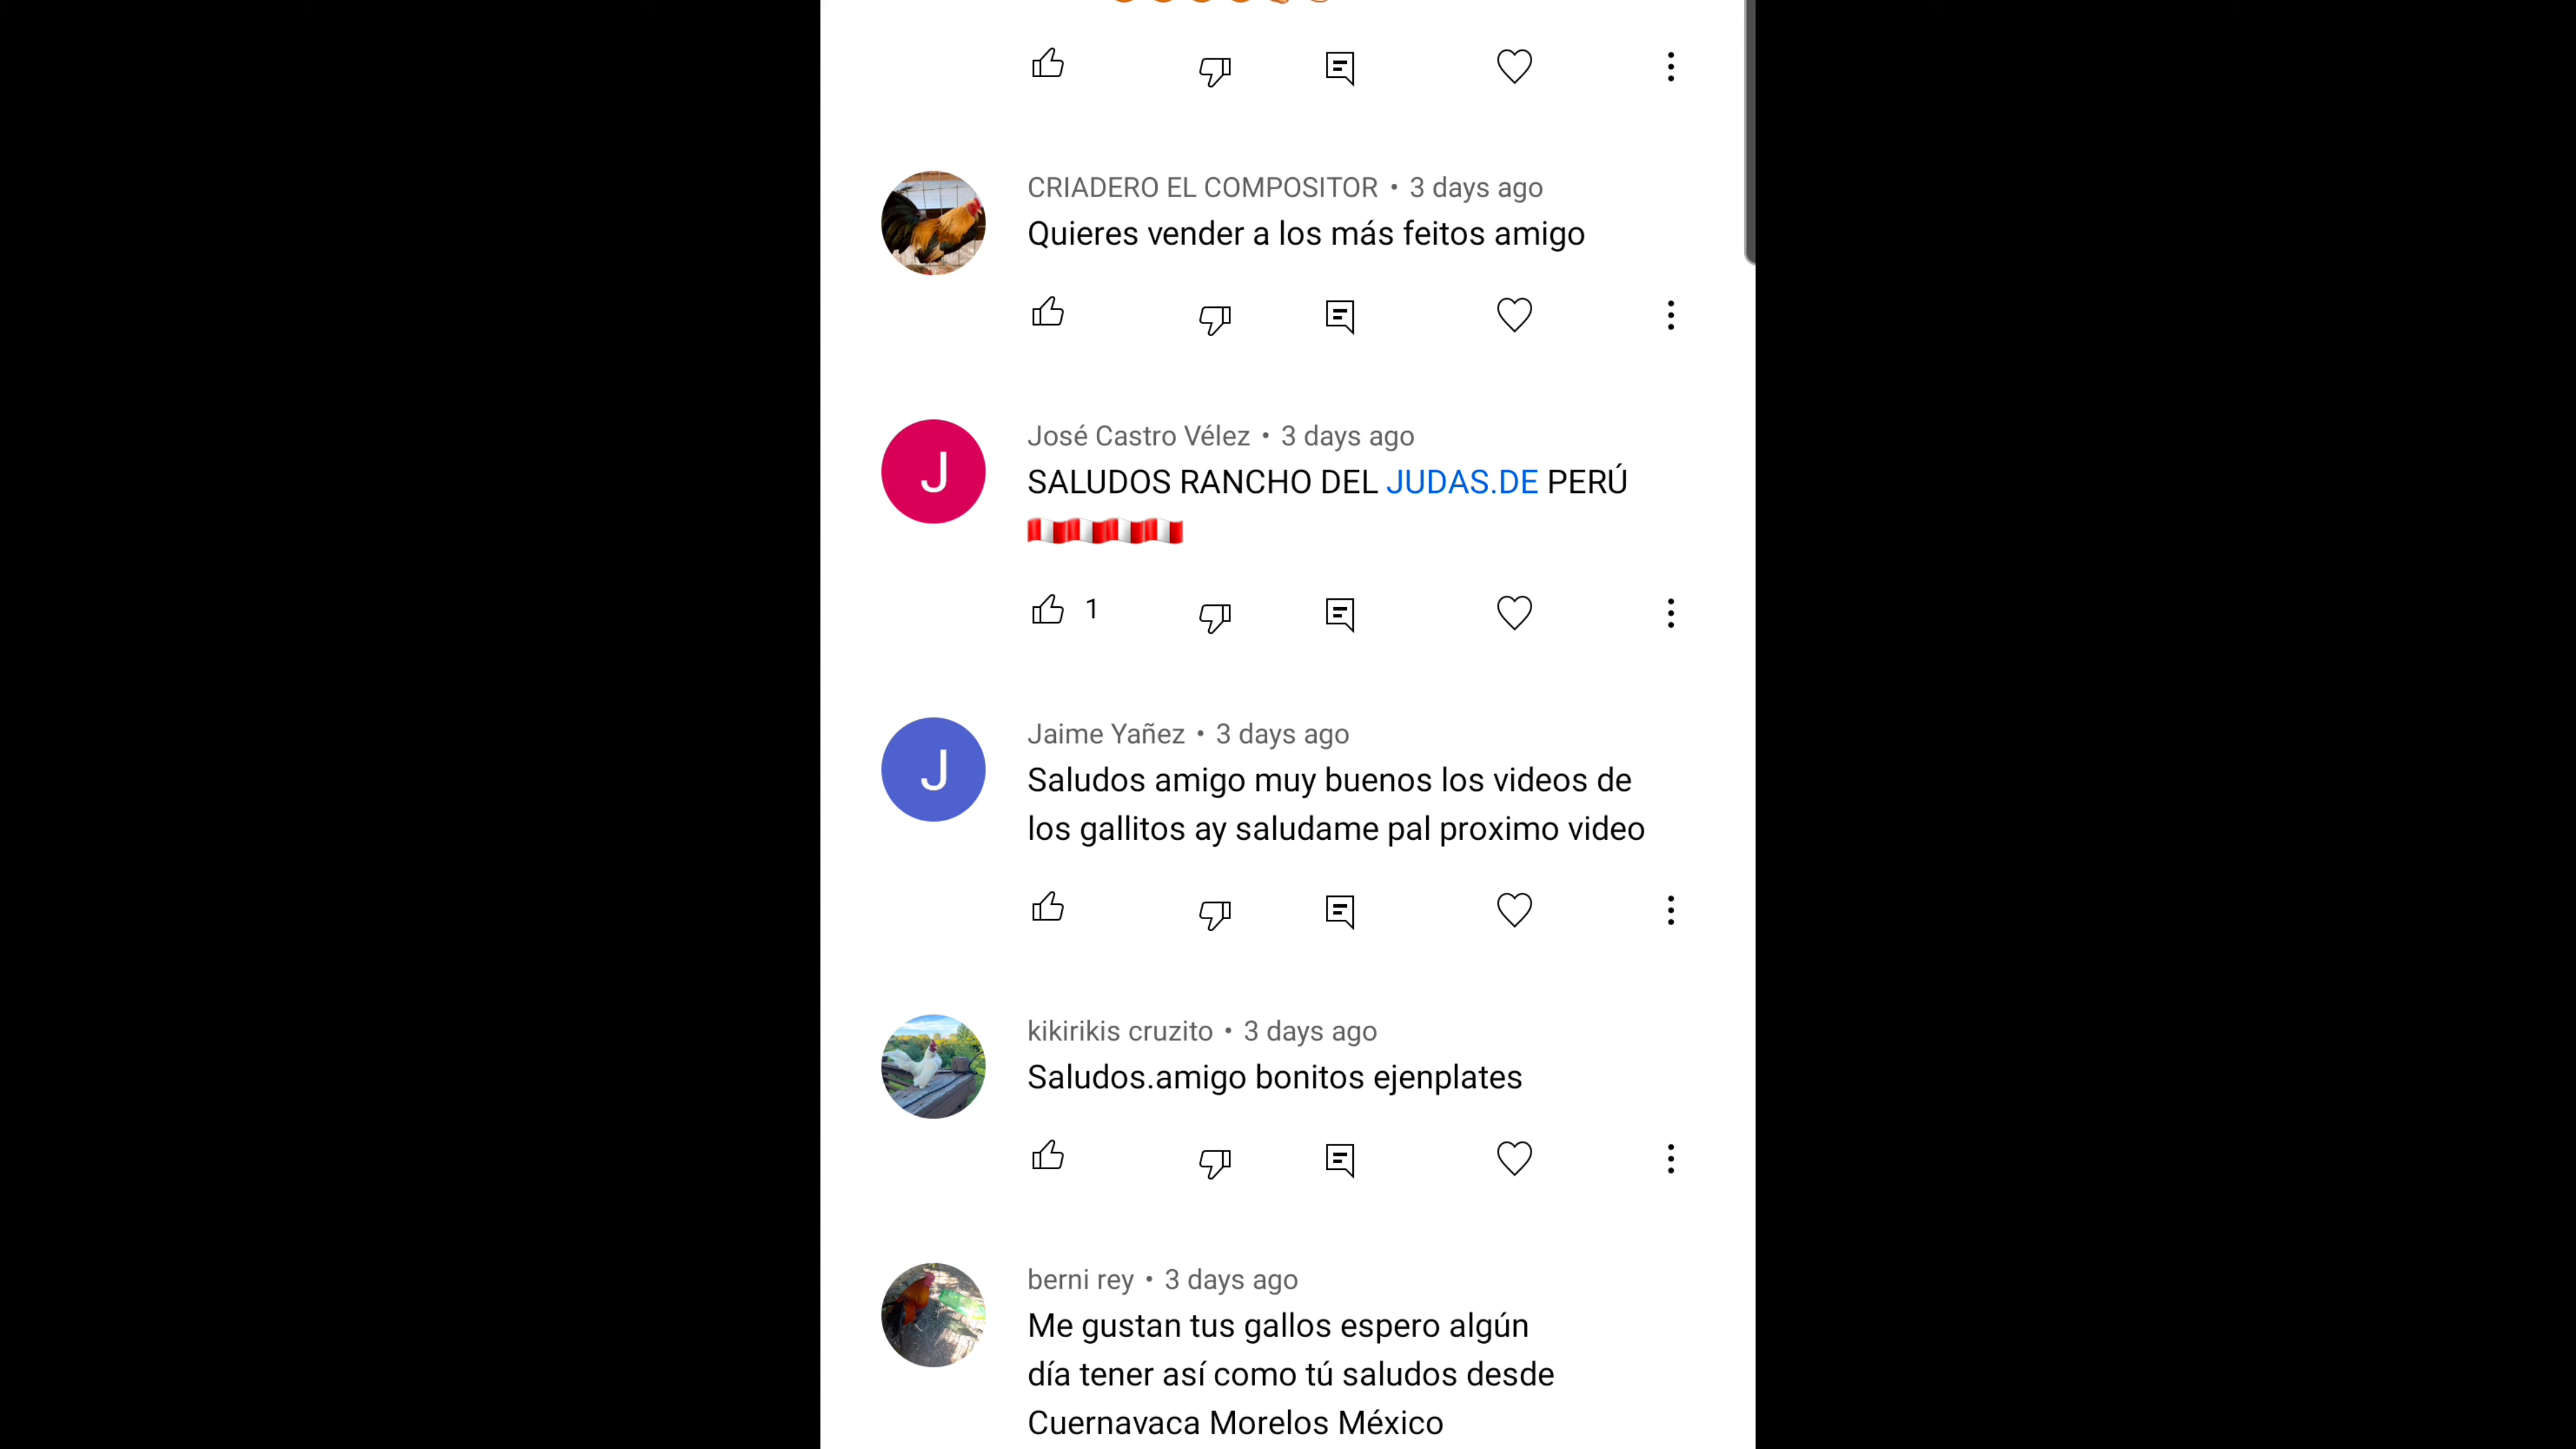 CRIADERO EL COMPOSITOR • 3 days ago
Quieres vender a los más feitos amigo
J
José Castro Vélez • 3 days ago
SALUDOS RANCHO DEL JUDAS.DE PERÚ
🇵🇪🇵🇪🇵🇪🇵🇪
1
J
Jaime Yañez • 3 days ago
Saludos amigo muy buenos los videos de
los gallitos ay saludame pal proximo video
kikirikis cruzito • 3 days ago
Saludos.amigo bonitos ejenplates
berni rey • 3 days ago
Me gustan tus gallos espero algún
día tener así como tú saludos desde
Cuernavaca Morelos México